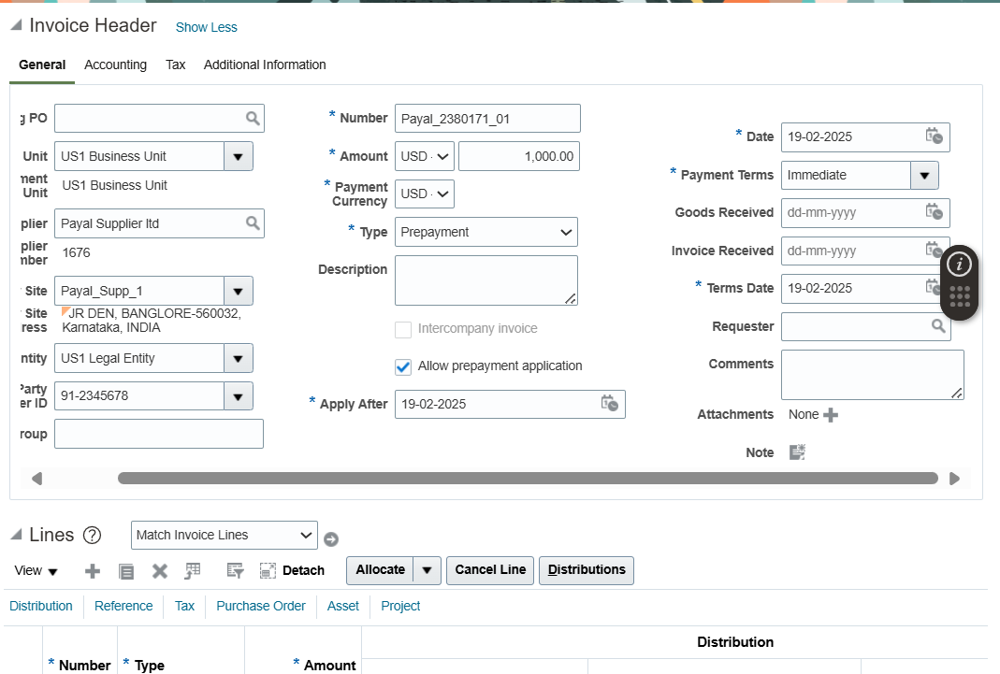 Invoice Header Show Less
General Accounting Tax Additional Information
g PO
Unit US1 Business Unit
ment Unit US1 Business Unit
plier Payal Supplier ltd
plier
mber 1676
Site Payal_Supp_1
Site JR DEN, BANGLORE-560032,
ress Karnataka, INDIA
ntity US1 Legal Entity
Party
er ID 91-2345678
roup
* Number Payal_2380171_01
* Amount USD 1,000.00
* Payment
Currency USD
* Type Prepayment
Description
Intercompany invoice
Allow prepayment application
* Apply After 19-02-2025
* Date 19-02-2025
* Payment Terms Immediate
Goods Received dd-mm-yyyy
Invoice Received dd-mm-yyyy
* Terms Date 19-02-2025
Requester
Comments
Attachments None
Note
Lines ? Match Invoice Lines
View Detach Allocate Cancel Line Distributions
Distribution Reference Tax Purchase Order Asset Project
Distribution
* Number * Type * Amount